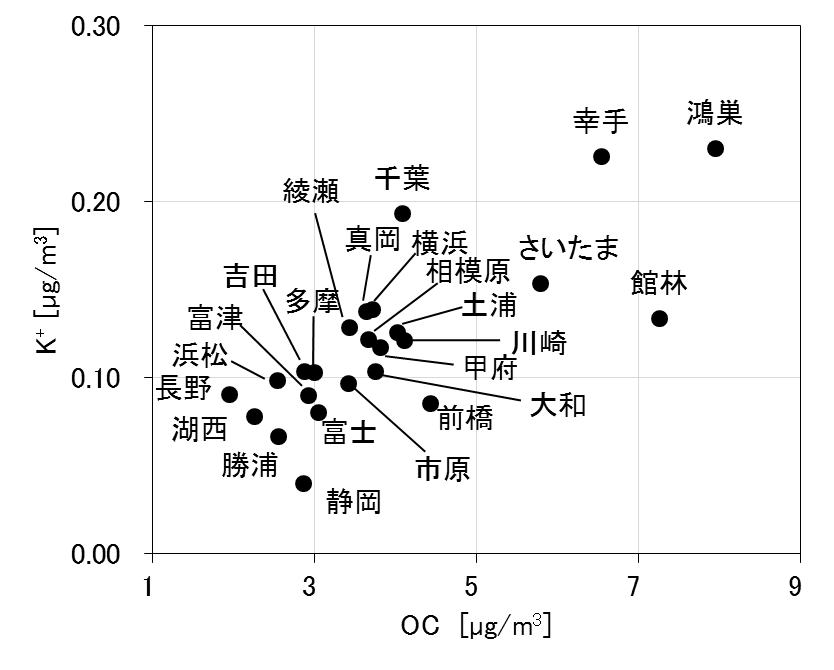 0.30
鴻巣
幸手
0.20
千葉
綾瀬
真岡
横浜
さいたま
相模原
館林
吉田
多摩
土浦
富津
川崎
浜松
甲府
0.10
長野
大和
前橋
湖西
富士
勝浦
市原
静岡
0.00
1
3
5
7
9
K⁺ [μg/m³]
OC [μg/m³]